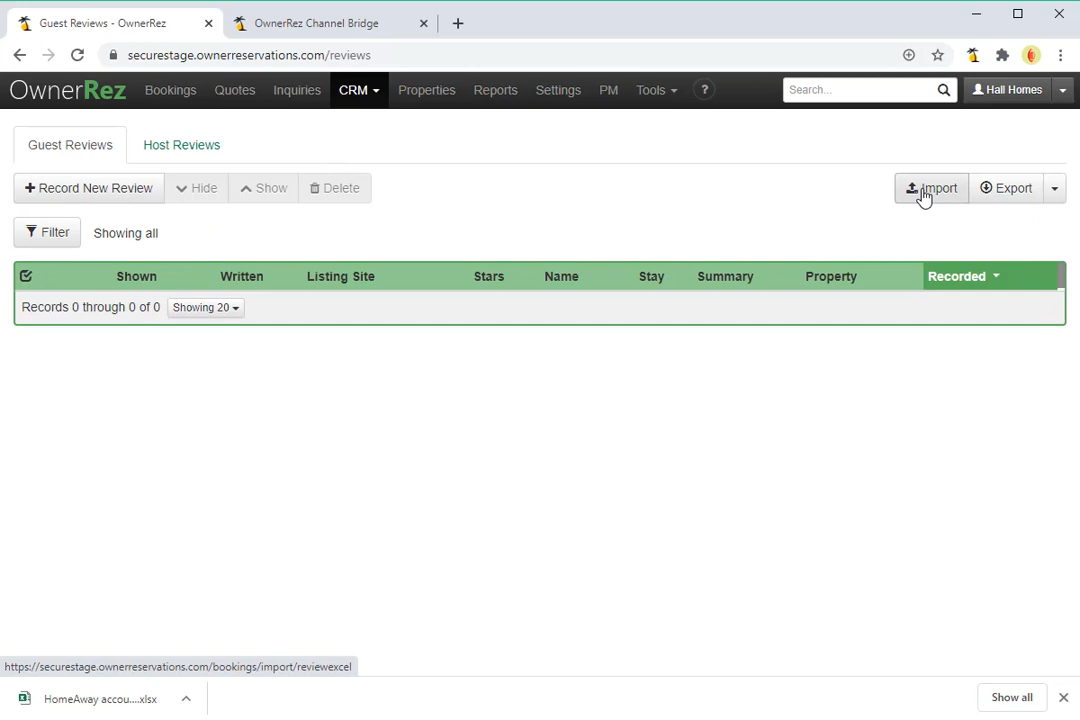 Guest Reviews - OwnerRez
OwnerRez Channel Bridge
securestage.ownerreservations.com/reviews
OwnerRez Bookings Quotes Inquiries CRM Properties Reports Settings PM Tools ? Search... Hall Homes
Guest Reviews Host Reviews
Record New Review Hide Show Delete Import Export
Filter Showing all
Shown Written Listing Site Stars Name Stay Summary Property Recorded
Records 0 through 0 of 0 Showing 20
https://securestage.ownerreservations.com/bookings/import/reviewexcel
HomeAway accou....xlsx Show all